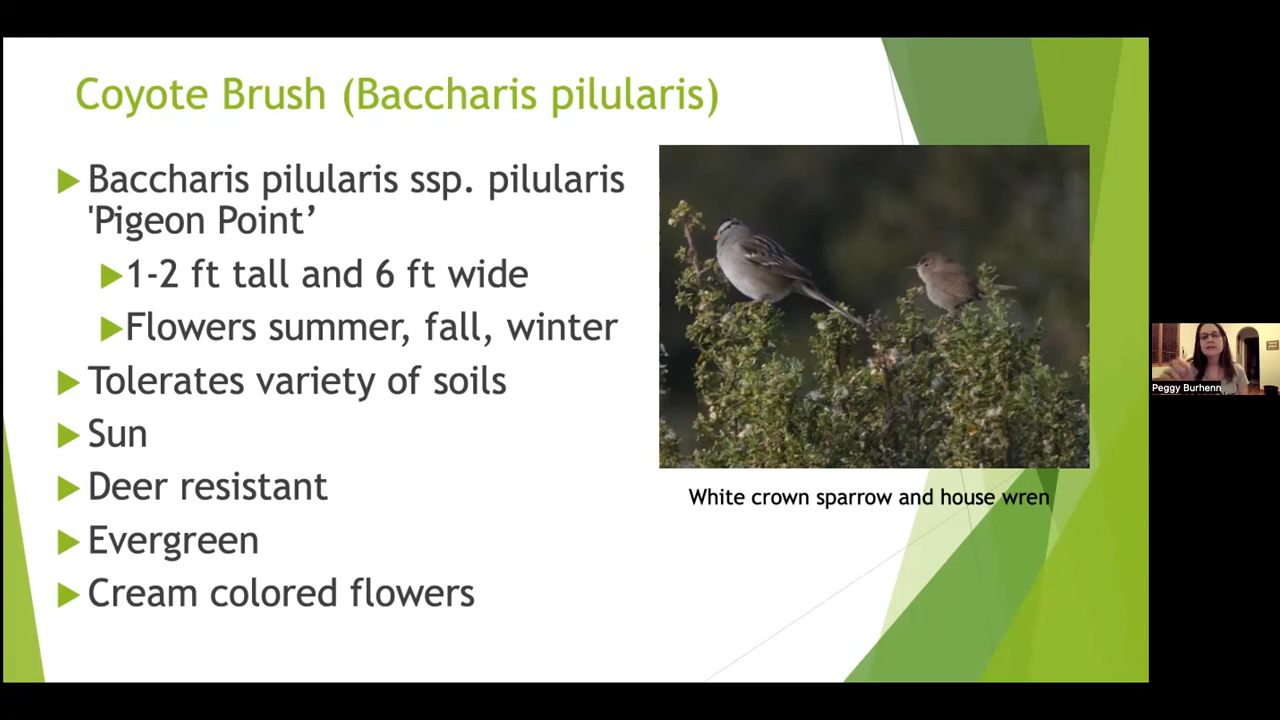 Coyote Brush (Baccharis pilularis)
Baccharis pilularis ssp. pilularis
'Pigeon Point’
1-2 ft tall and 6 ft wide
Flowers summer, fall, winter
Tolerates variety of soils
Sun
Deer resistant
Evergreen
Cream colored flowers
White crown sparrow and house wren
Peggy Burhenn